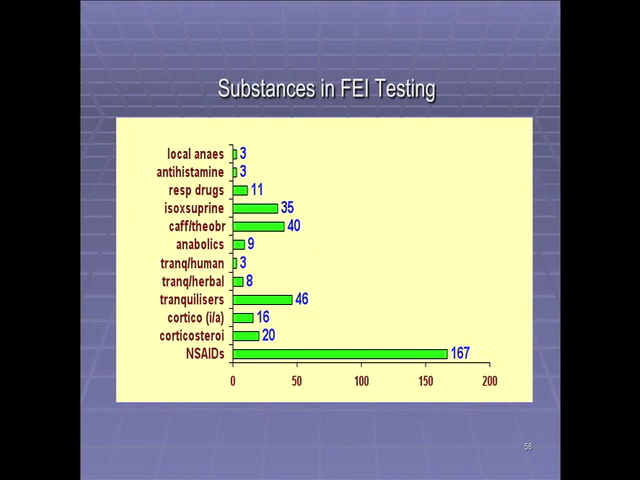 Substances in FEI Testing
local anaes 3
antihistamine 3
resp drugs 11
isoxsuprine 35
caff/theobr 40
anabolics 9
tranq/human 3
tranq/herbal 8
tranquilisers 46
cortico (i/a) 16
corticosteroi 20
NSAIDs 167
0 50 100 150 200
58